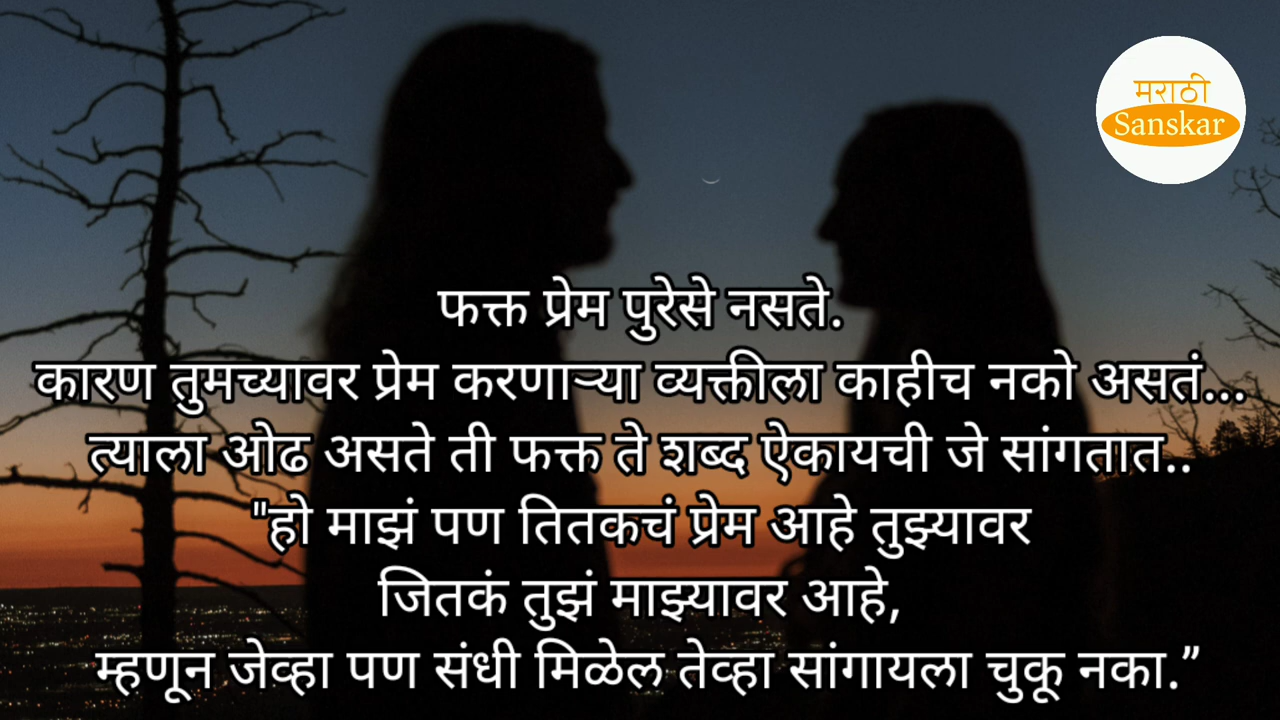 मराठी
Sanskar
फक्त प्रेम पुरेसे नसते.
कारण तुमच्यावर प्रेम करणाऱ्या व्यक्तीला काहीच नको असतं...
त्याला ओढ असते ती फक्त ते शब्द ऐकायची जे सांगतात..
"हो माझं पण तितकचं प्रेम आहे तुझ्यावर
जितकं तुझं माझ्यावर आहे,
म्हणून जेव्हा पण संधी मिळेल तेव्हा सांगायला चुकू नका.”